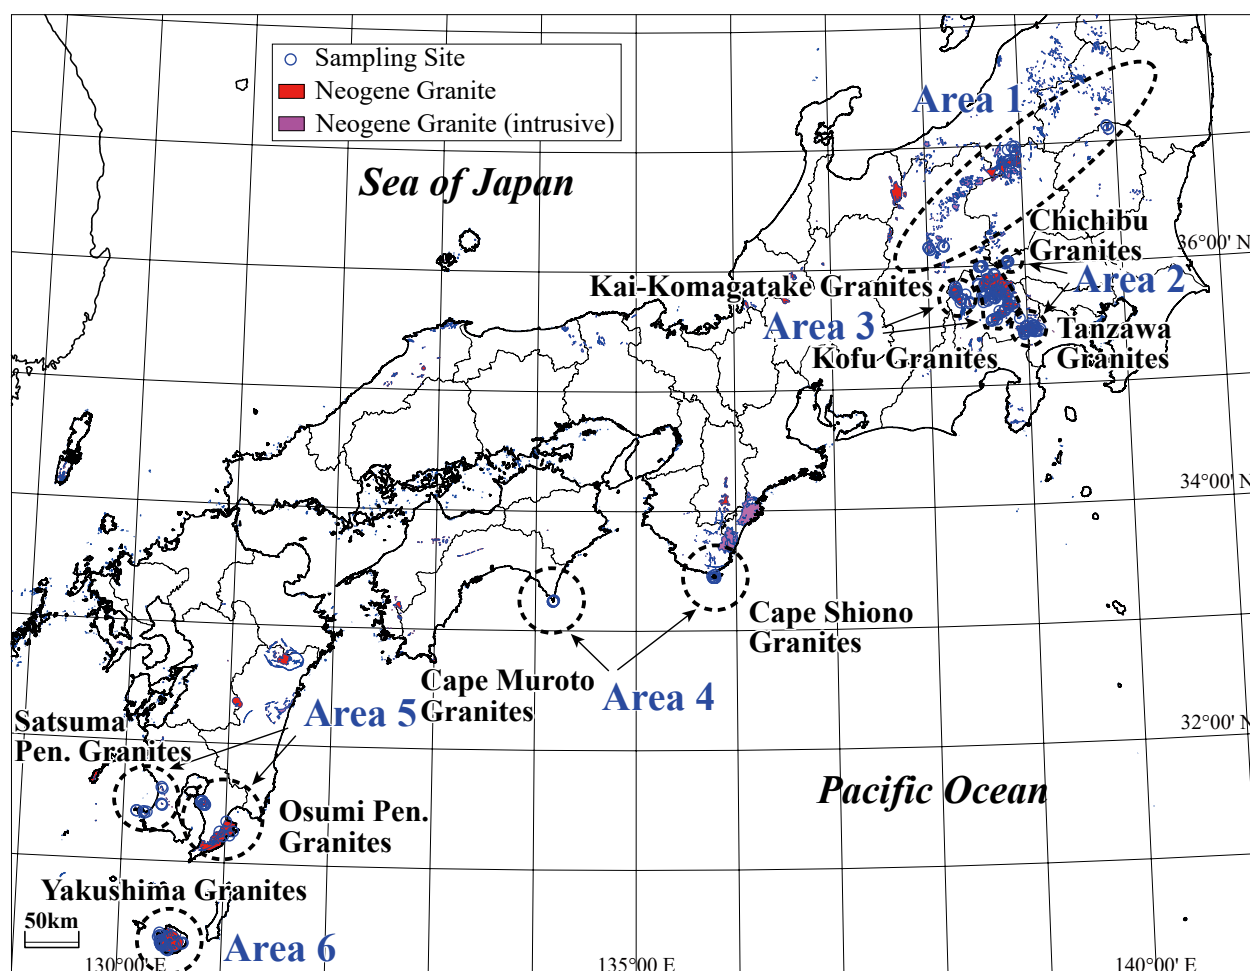 Sampling Site
Neogene Granite
Neogene Granite (intrusive)
Area 1
Sea of Japan
Chichibu
Granites
36°00' N
Kai-Komagatake Granites
Area 2
Area 3
Tanzawa
Granites
Kofu Granites
34°00' N
Cape Shiono
Granites
Cape Muroto
Granites
Area 4
Area 5
Satsuma
Pen. Granites
32°00' N
Pacific Ocean
Osumi Pen.
Granites
Yakushima Granites
50km
Area 6
130°00' E
135°00 E
140°00' E